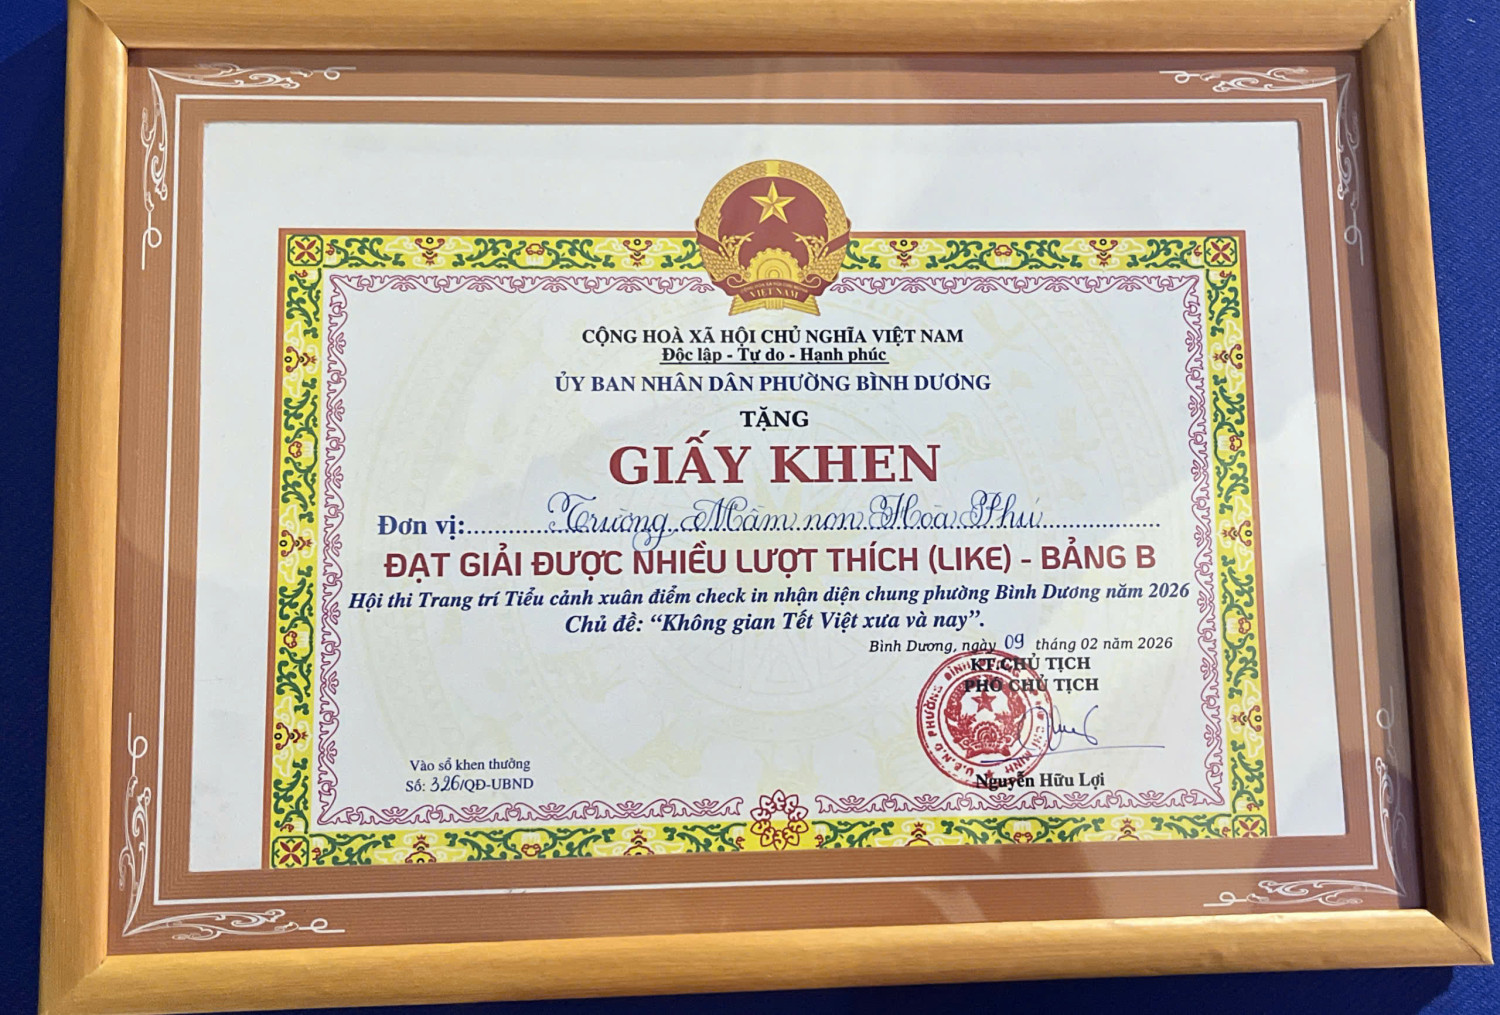 VIỆT NAM
CỘNG HOÀ XÃ HỘI CHỦ NGHĨA VIỆT NAM
Độc lập - Tự do - Hạnh phúc
ỦY BAN NHÂN DÂN PHƯỜNG BÌNH DƯƠNG
TẶNG
GIẤY KHEN
Đơn vị:.............Trường Mầm non Hoà Phú..................
ĐẠT GIẢI ĐƯỢC NHIỀU LƯỢT THÍCH (LIKE) - BẢNG B
Hội thi Trang trí Tiểu cảnh xuân điểm check in nhận diện chung phường Bình Dương năm 2026
Chủ đề: “Không gian Tết Việt xưa và nay”.
Bình Dương, ngày 09 tháng 02 năm 2026
KT.CHỦ TỊCH
PHÓ CHỦ TỊCH
U.B.N.D PHƯỜNG BÌNH
Nguyễn Hữu Lợi
Vào sổ khen thưởng
Số: 326/QĐ-UBND